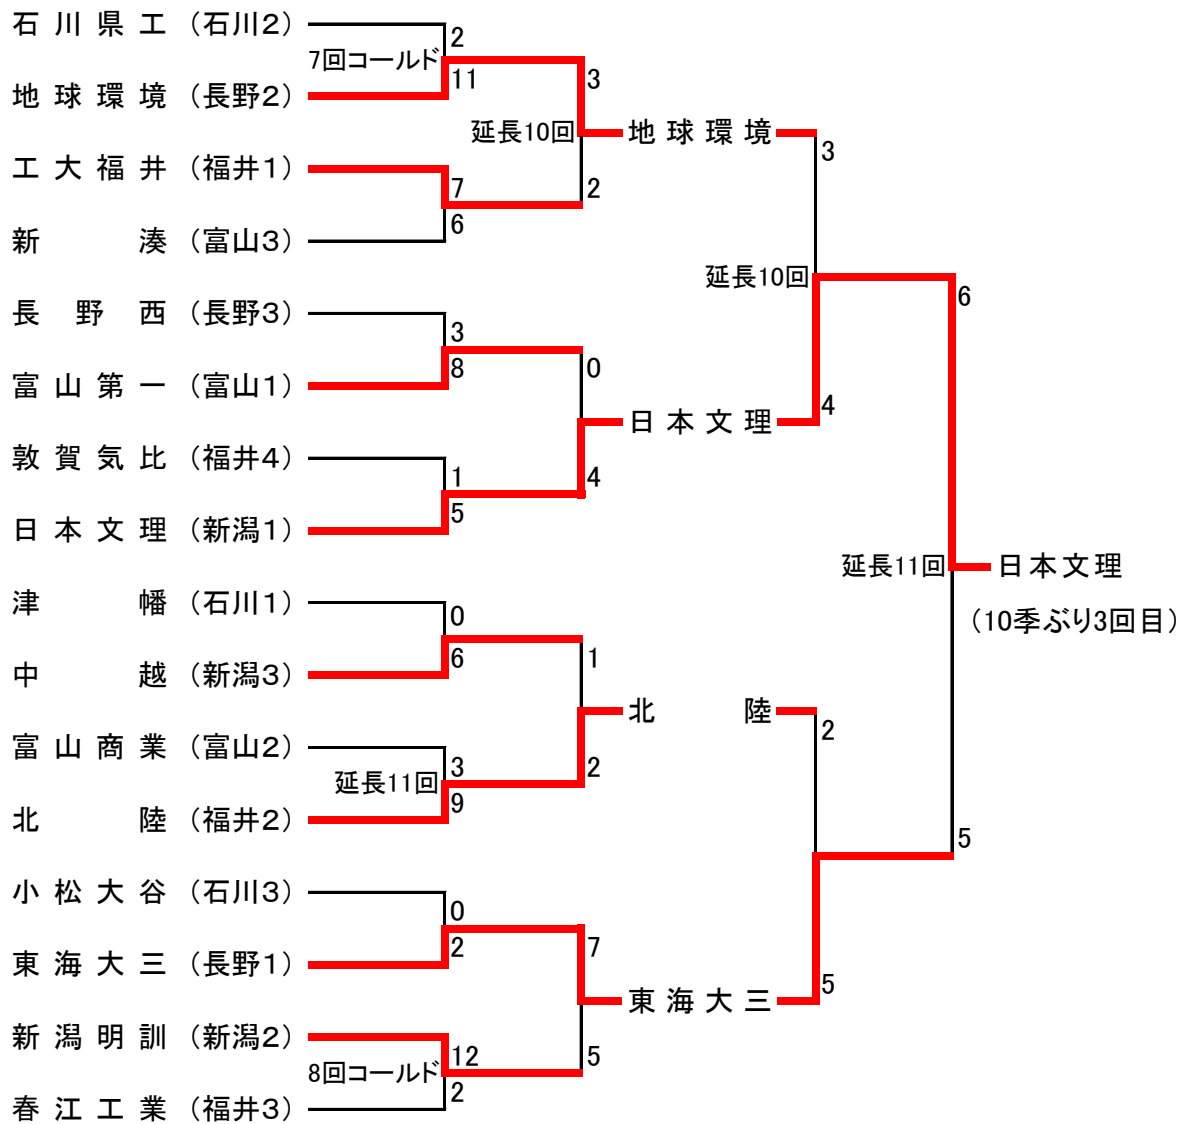 石川県工（石川2）
2
7回コールド
11
地球環境（長野2）
3
延長10回
地球環境
工大福井（福井1）
7
2
6
新湊（富山3）
3
延長10回
6
長野西（長野3）
3
8
0
富山第一（富山1）
4
日本文理
敦賀気比（福井4）
1
4
5
日本文理（新潟1）
延長11回
日本文理
（10季ぶり3回目）
津幡（石川1）
0
6
1
中越（新潟3）
北陸
2
富山商業（富山2）
3
2
延長11回
9
北陸（福井2）
5
小松大谷（石川3）
0
2
7
東海大三（長野1）
5
東海大三
新潟明訓（新潟2）
12
5
8回コールド
2
春江工業（福井3）